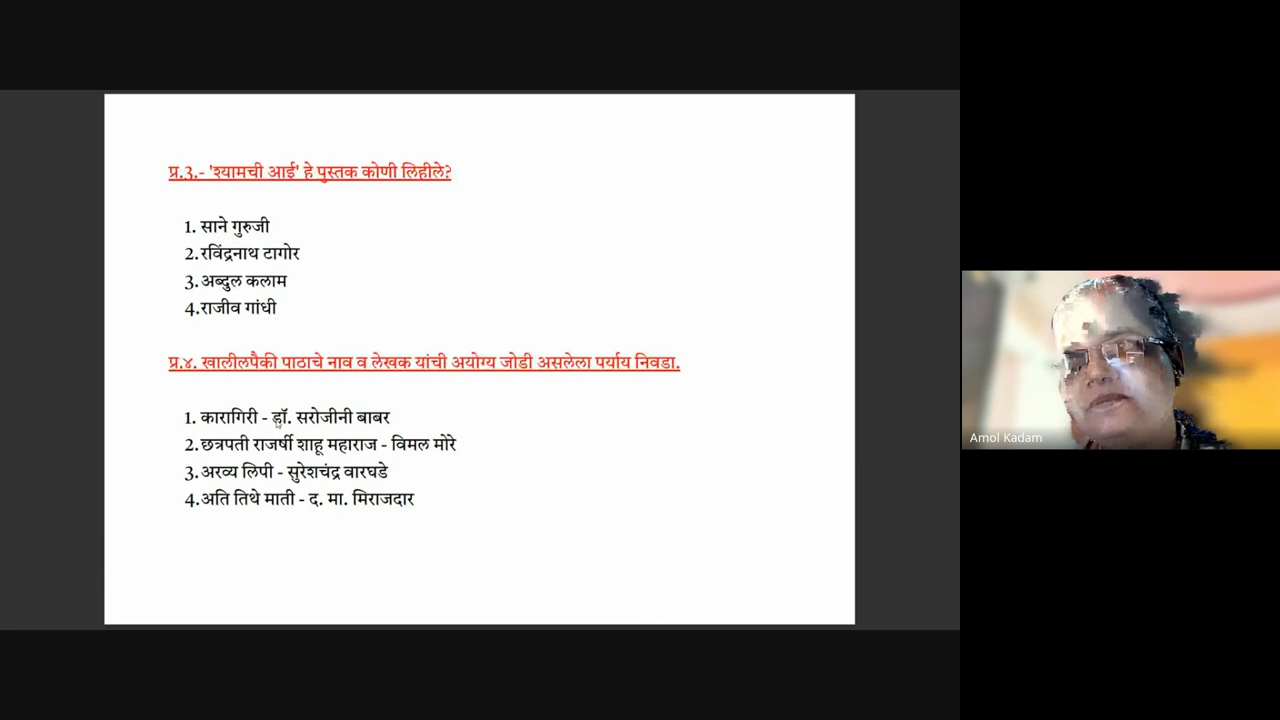 प्र.३.- 'श्यामची आई' हे पुस्तक कोणी लिहीले?
1. साने गुरुजी
2. रविंद्रनाथ टागोर
3. अब्दुल कलाम
4. राजीव गांधी
प्र.४. खालीलपैकी पाठाचे नाव व लेखक यांची अयोग्य जोडी असलेला पर्याय निवडा.
1. कारागिरी - डॉ. सरोजीनी बाबर
2. छत्रपती राजर्षी शाहू महाराज - विमल मोरे
3. अरव्य लिपी - सुरेशचंद्र वारघडे
4. अति तिथे माती - द. मा. मिराजदार
Amol Kadam